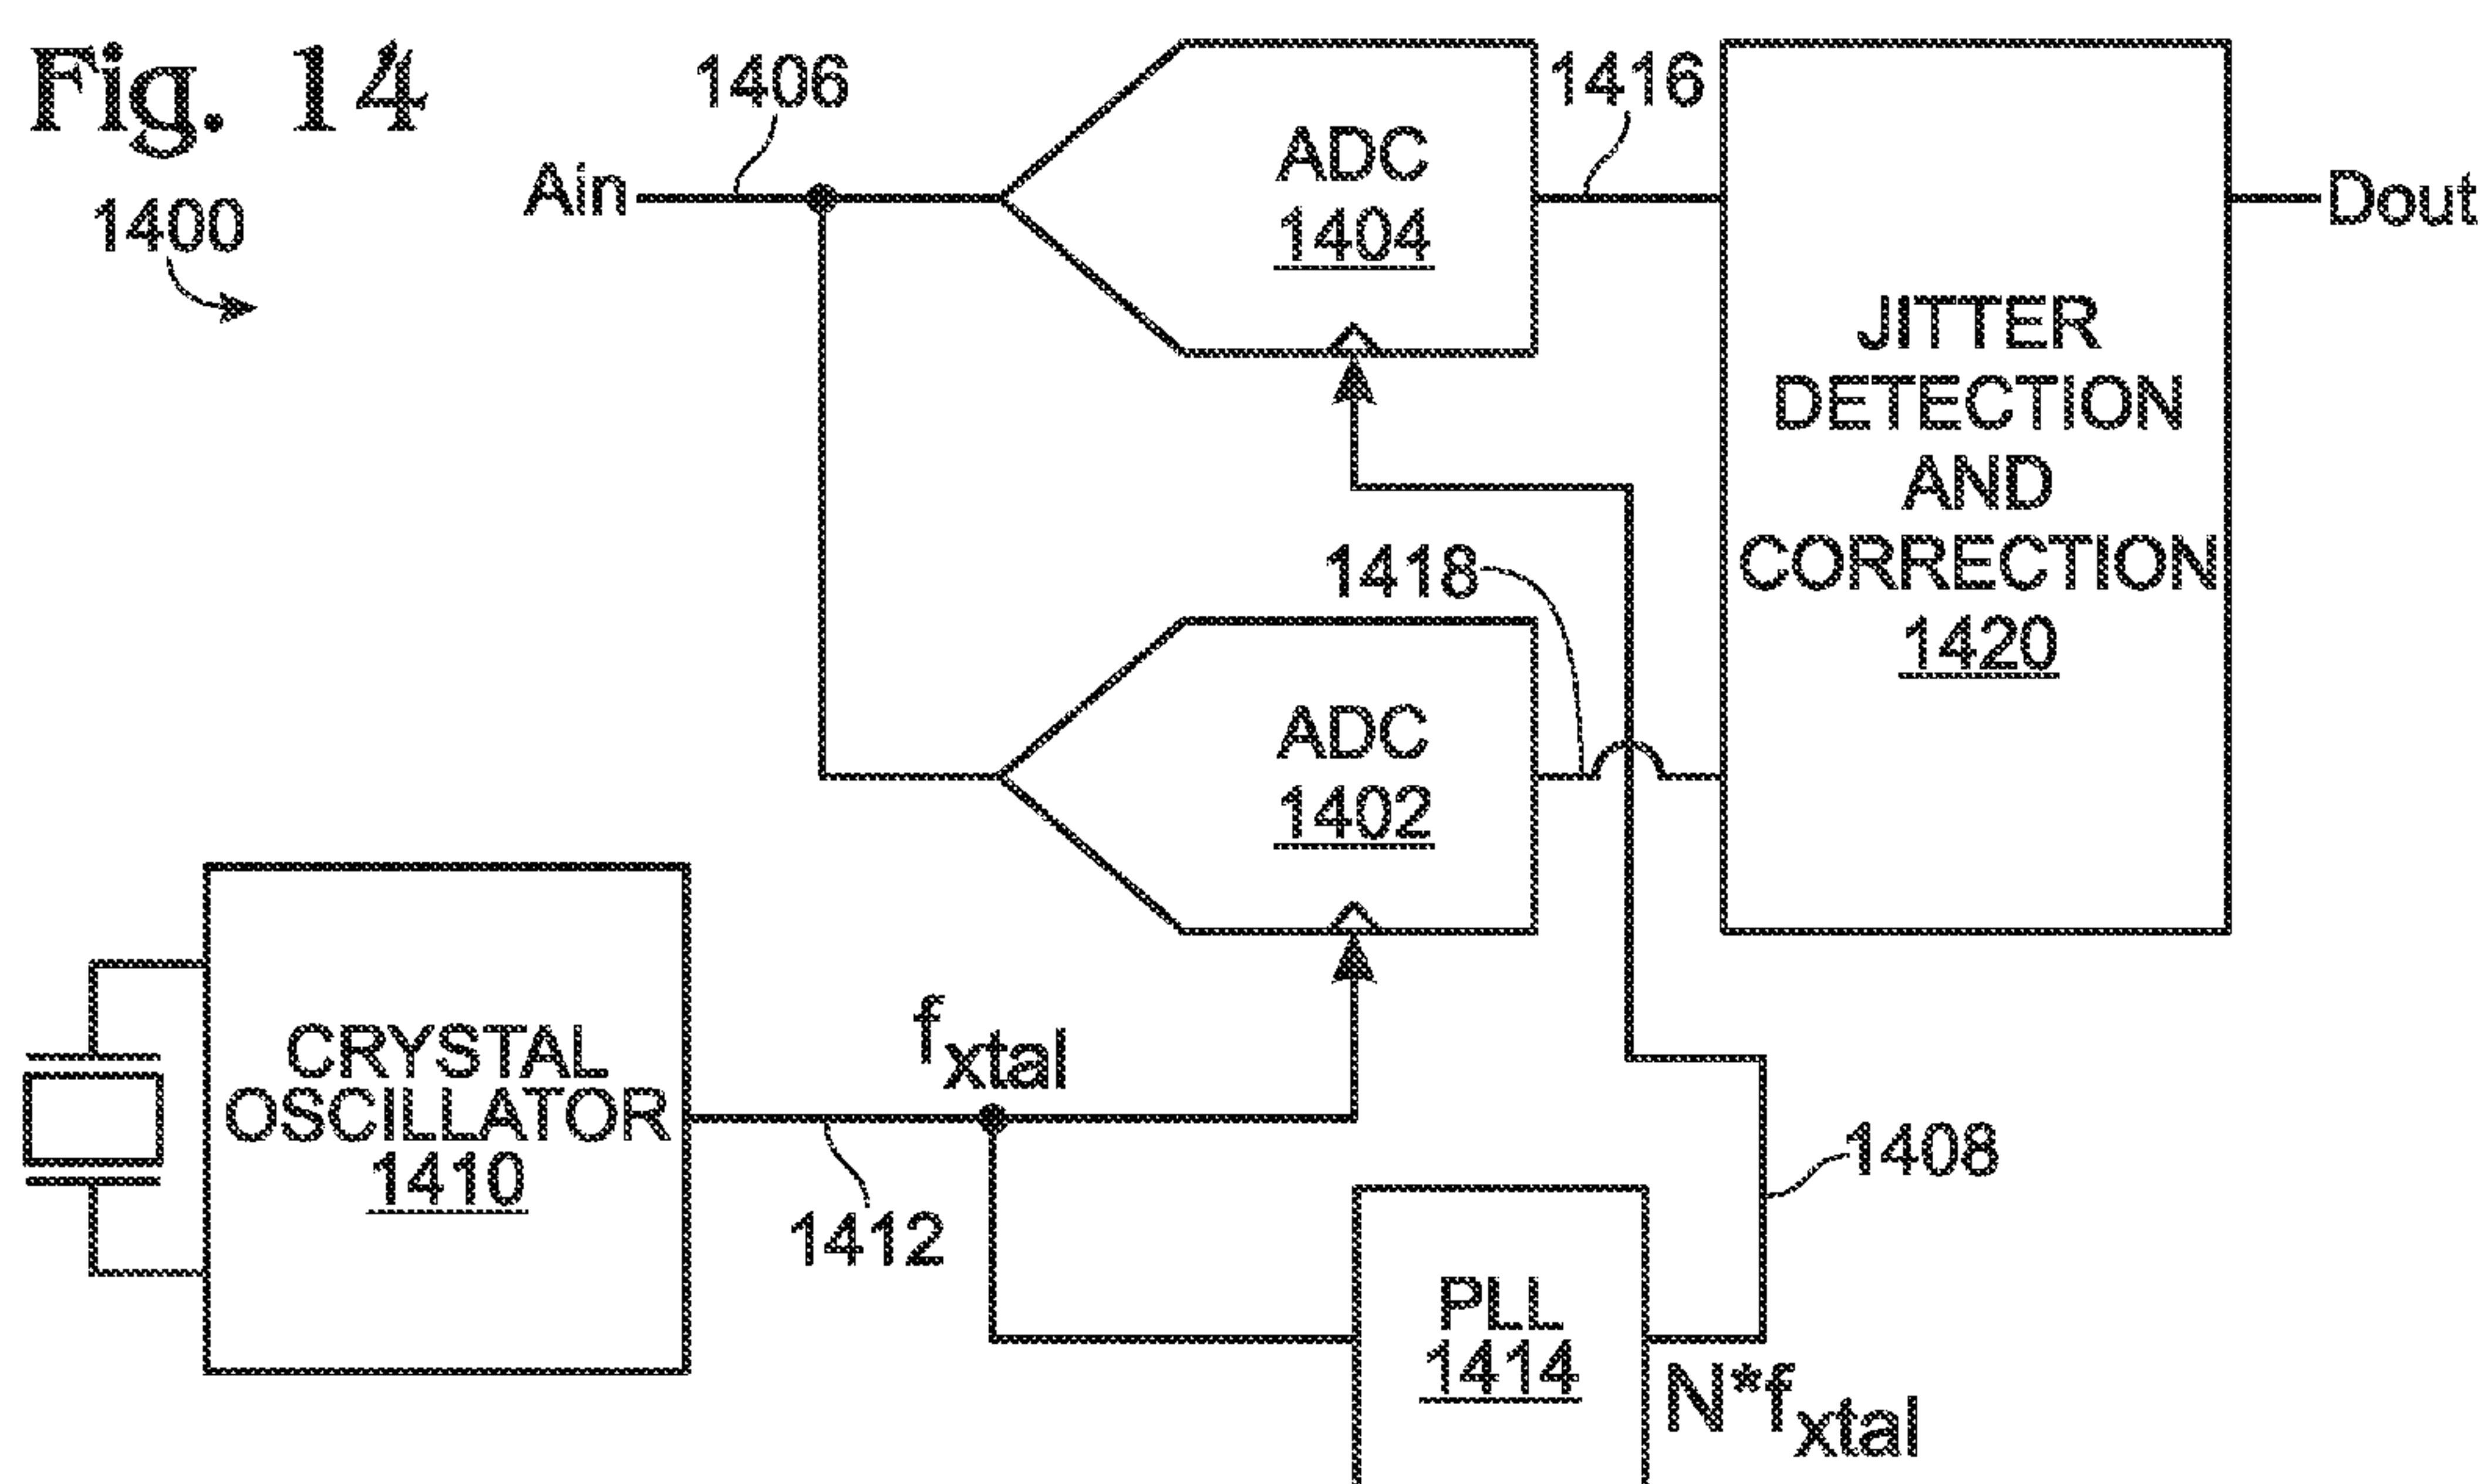 Fig. 14
1400
1406
Ain
ADC
1404
1416
Dout
JITTER
DETECTION
AND
CORRECTION
1420
1418
ADC
1402
CRYSTAL
OSCILLATOR
1410
fxtal
1412
1408
PLL
1414
N*fxtal